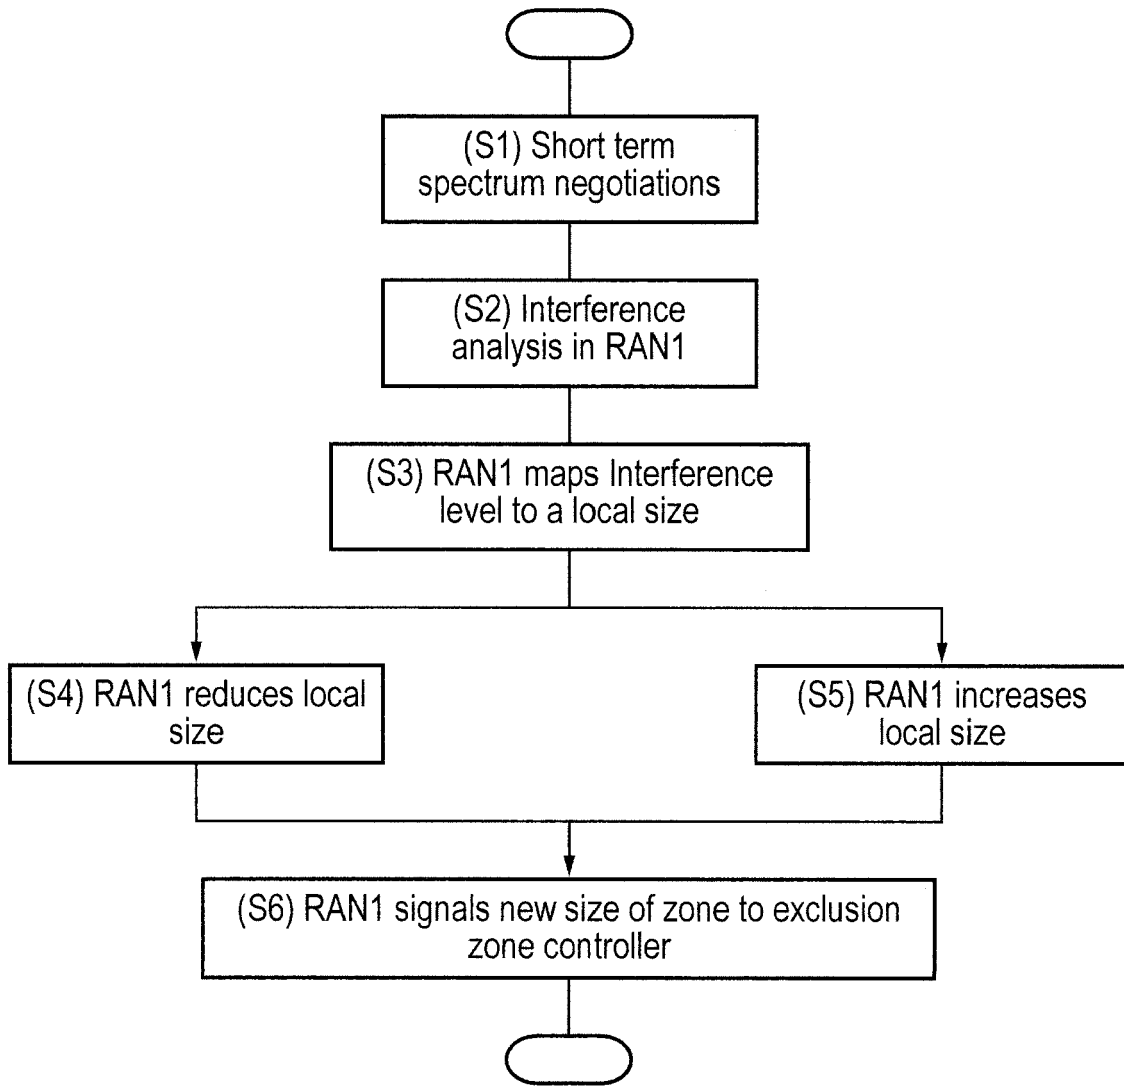 (S1) Short term
spectrum negotiations
(S2) Interference
analysis in RAN1
(S3) RAN1 maps Interference
level to a local size
(S4) RAN1 reduces local
size
(S5) RAN1 increases
local size
(S6) RAN1 signals new size of zone to exclusion
zone controller